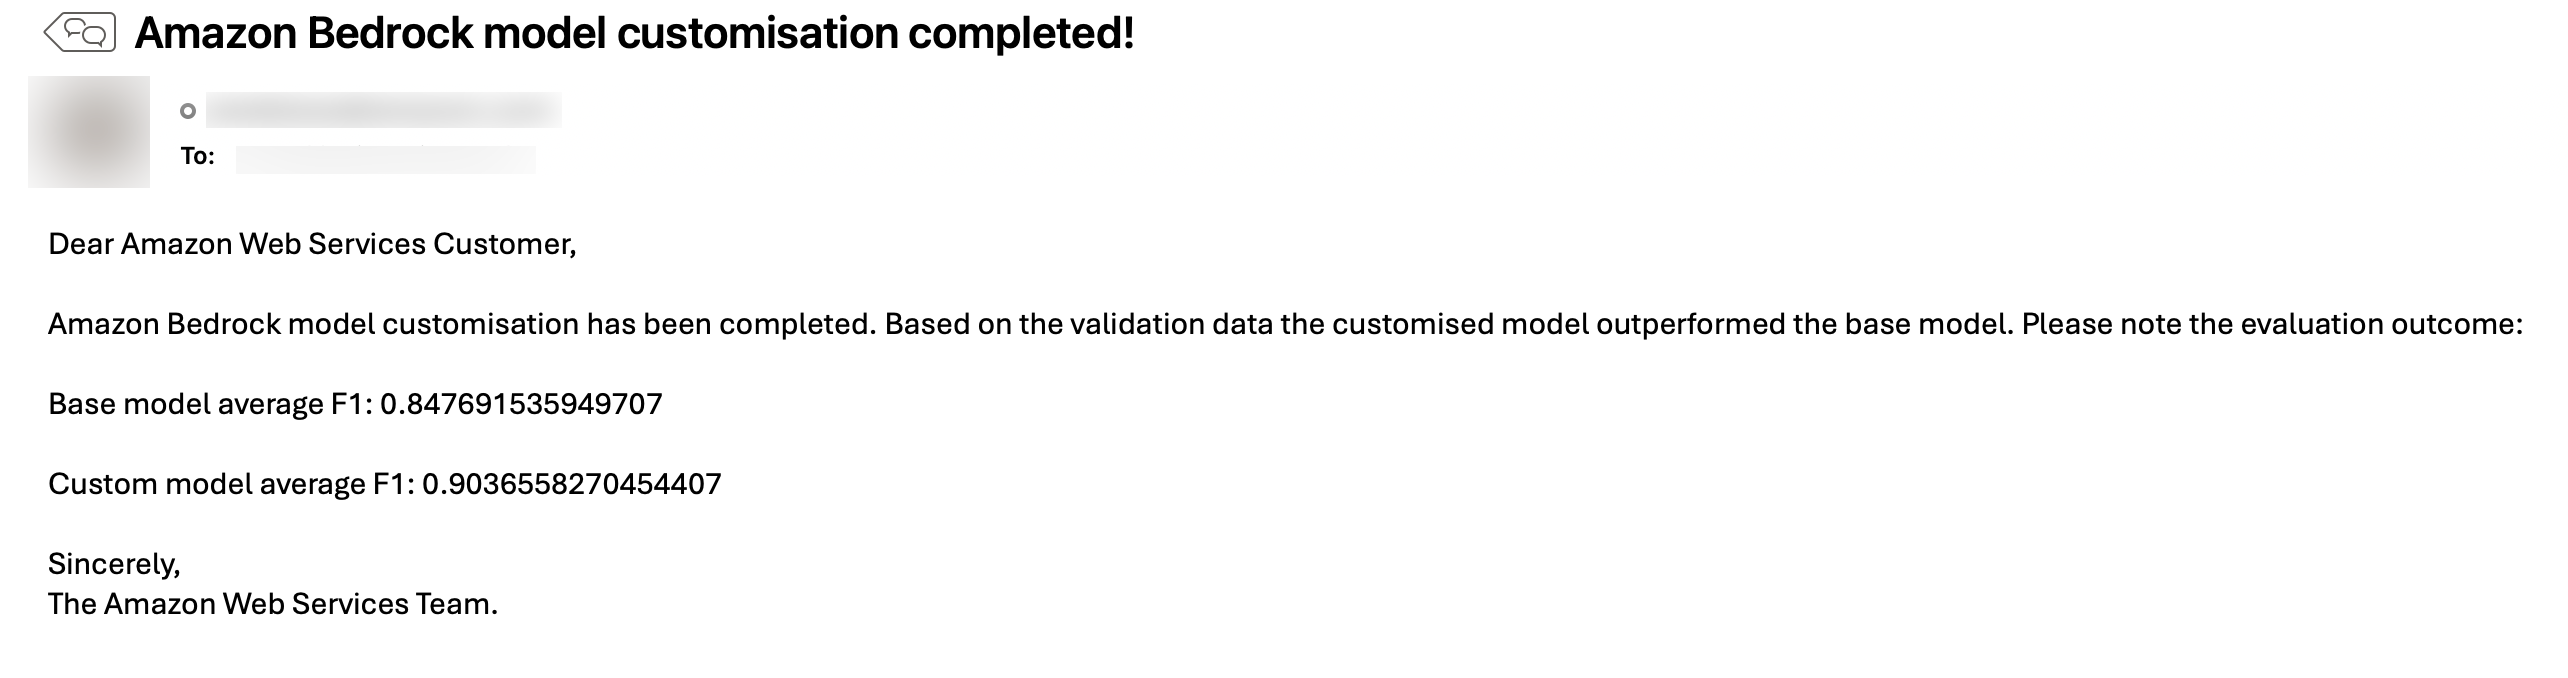 Amazon Bedrock model customisation completed!
To:
Dear Amazon Web Services Customer,
Amazon Bedrock model customisation has been completed. Based on the validation data the customised model outperformed the base model. Please note the evaluation outcome:
Base model average F1: 0.847691535949707
Custom model average F1: 0.9036558270454407
Sincerely,
The Amazon Web Services Team.